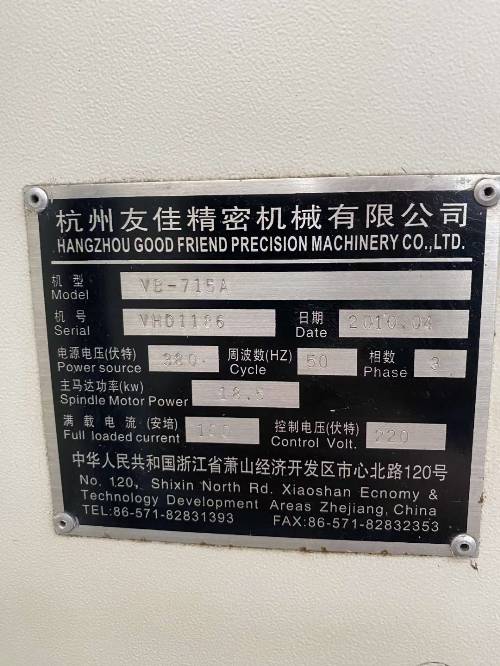 杭州友佳精密机械有限公司
HANGZHOU GOOD FRIEND PRECISION MACHINERY CO.,LTD.
机型 VB-715A
Model
机号 VHD1186 日期 2010.04
Serial Date
电源电压(伏特) 380 周波数(HZ) 50 相数 3
Power source Cycle Phase
主马达功率(kw) 18.5
Spindle Motor Power
满载电流(安培) 控制电压(伏特) 220
Full loaded current Control Volt.
中华人民共和国浙江省萧山经济开发区市心北路120号
No. 120, Shixin North Rd. Xiaoshan Ecnomy &
Technology Development Areas Zhejiang, China
TEL:86-571-82831393 FAX:86-571-82832353